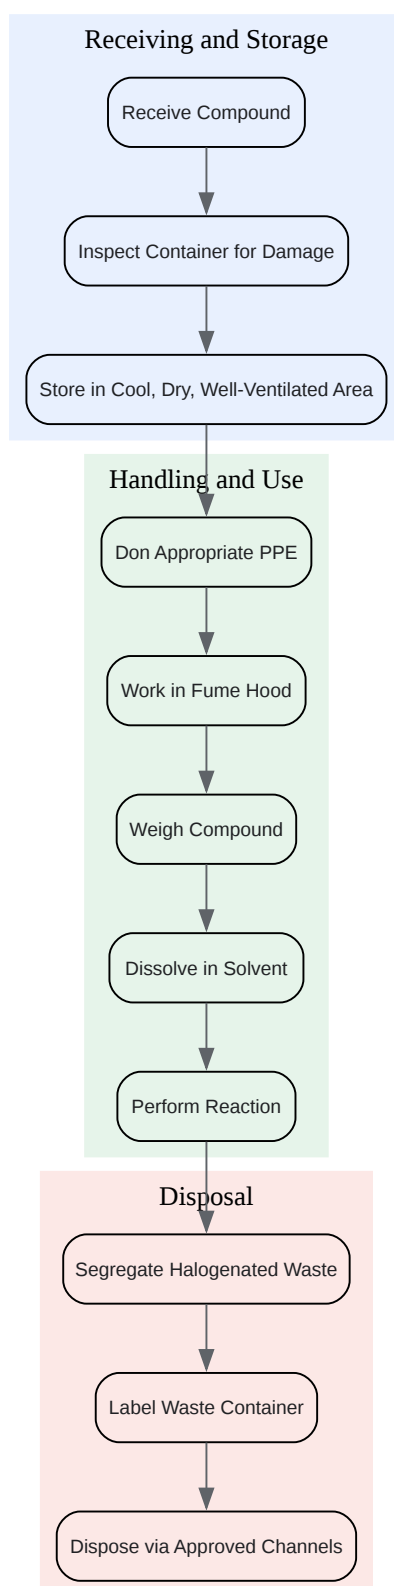 Receiving and Storage
Receive Compound
Inspect Container for Damage
Store in Cool, Dry, Well-Ventilated Area
Handling and Use
Don Appropriate PPE
Work in Fume Hood
Weigh Compound
Dissolve in Solvent
Perform Reaction
Disposal
Segregate Halogenated Waste
Label Waste Container
Dispose via Approved Channels